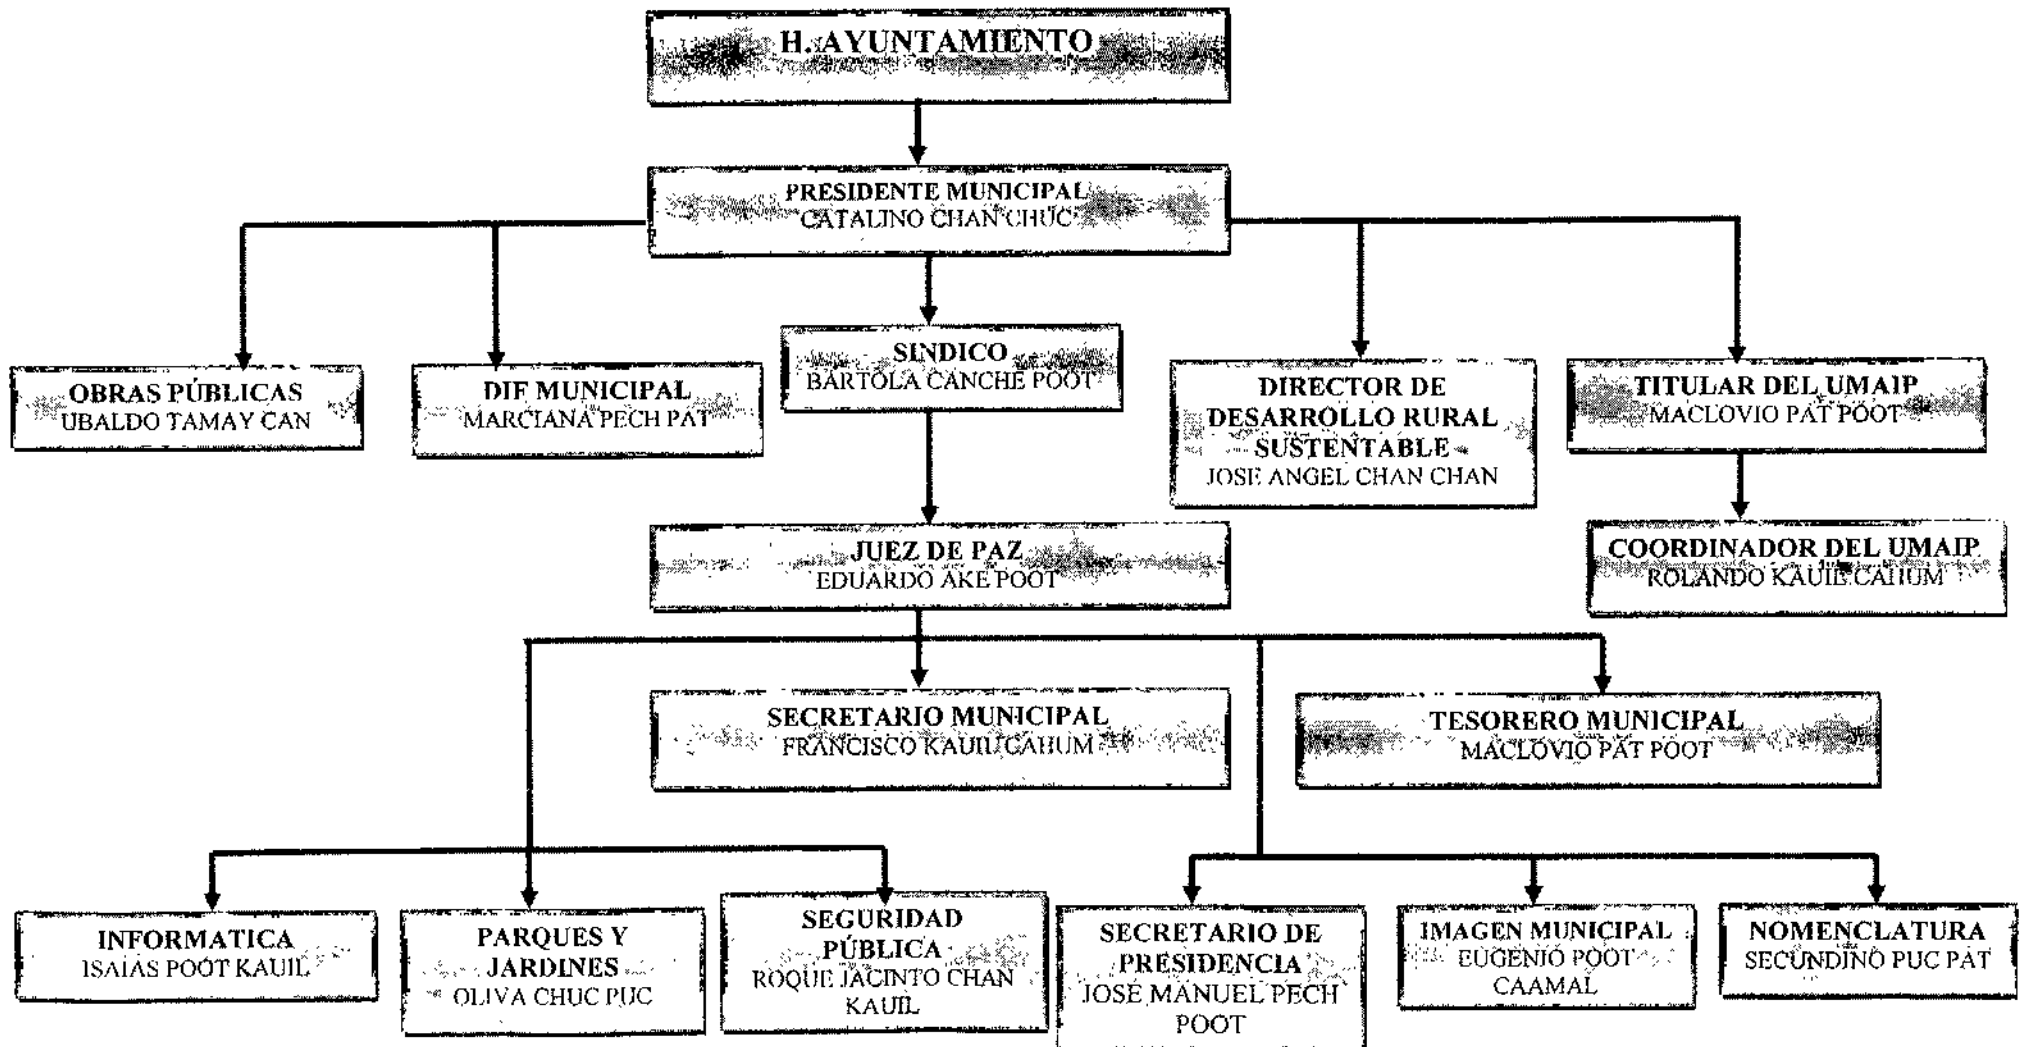 H. AYUNTAMIENTO
PRESIDENTE MUNICIPAL
CATALINO CHAN CHUC
OBRAS PÚBLICAS
UBALDO TAMAY CAN
DIF MUNICIPAL
MARCIANA PECH PAT
SINDICO
BARTOLA CANCHE POOT
DIRECTOR DE
DESARROLLO RURAL
SUSTENTABLE
JOSE ANGEL CHAN CHAN
TITULAR DEL UMAIP
MACLOVIO PAT POOT
JUEZ DE PAZ
EDUARDO AKE POOT
COORDINADOR DEL UMAIP
ROLANDO KAUIL CAHUM
SECRETARIO MUNICIPAL
FRANCISCO KAUIL CAHUM
TESORERO MUNICIPAL
MACLOVIO PAT POOT
INFORMATICA
ISAIAS POOT KAUIL
PARQUES Y
JARDINES
OLIVA CHUC PUC
SEGURIDAD
PÚBLICA
ROQUE JACINTO CHAN
KAUIL
SECRETARIO DE
PRESIDENCIA
JOSÉ MANUEL PECH
POOT
IMAGEN MUNICIPAL
EUGENIO POOT
CAAMAL
NOMENCLATURA
SECUNDINO PUC PAT